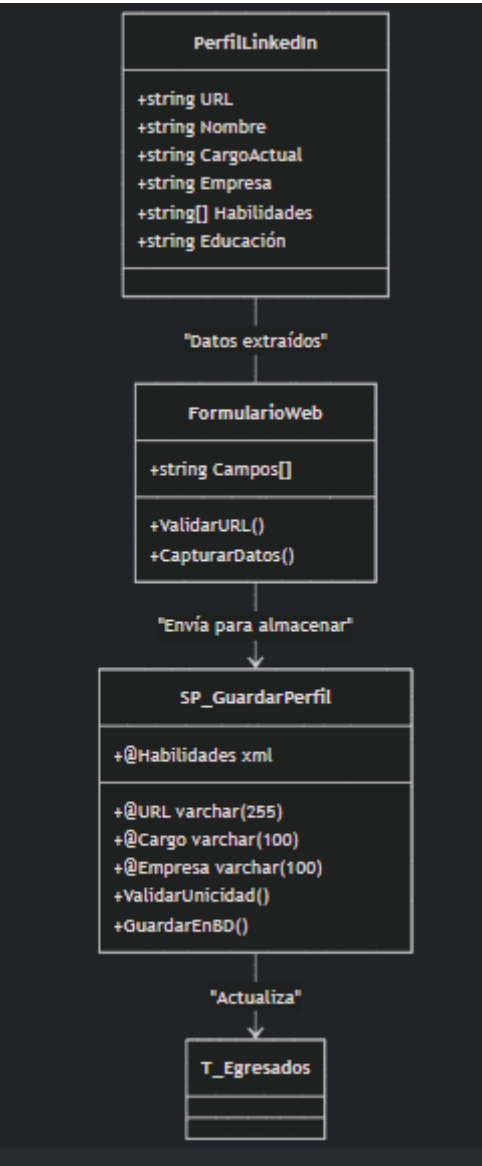 PerfilLinkedIn
+string URL
+string Nombre
+string CargoActual
+string Empresa
+string[] Habilidades
+string Educación
"Datos extraídos"
FormularioWeb
+string Campos[]
+ValidarURL()
+CapturarDatos()
"Envía para almacenar"
SP_GuardarPerfil
+@Habilidades xml
+@URL varchar(255)
+@Cargo varchar(100)
+@Empresa varchar(100)
+ValidarUnicidad()
+GuardarEnBD()
"Actualiza"
T_Egresados